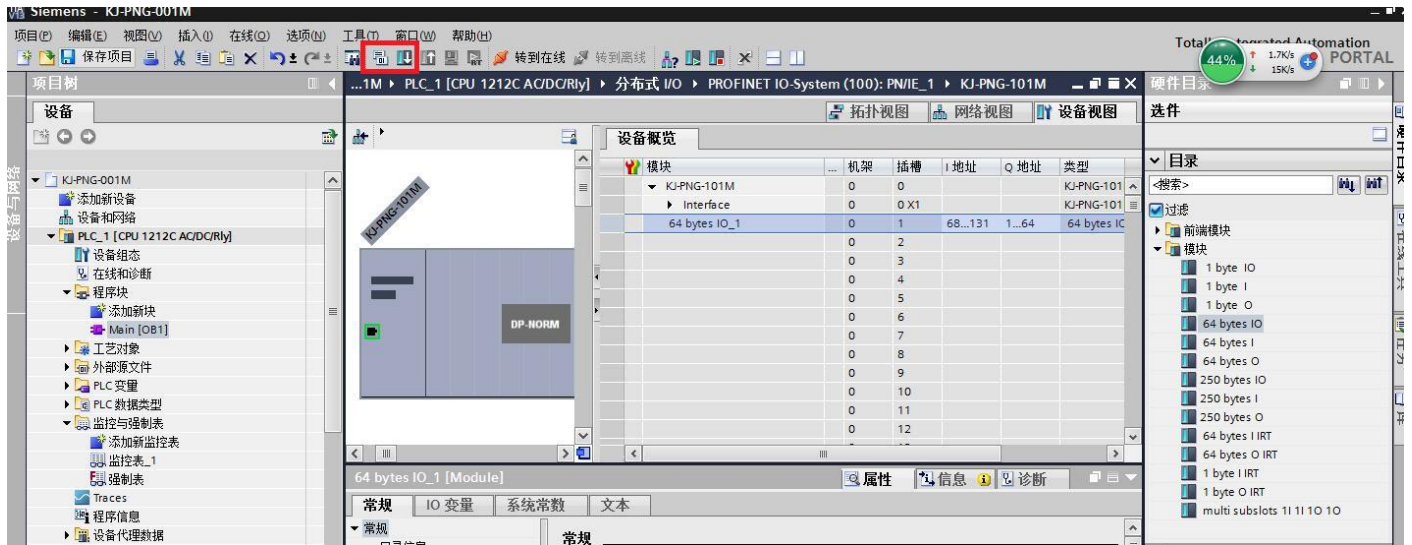 Siemens - KJ-PNG-001M
项目(P) 编辑(E) 视图(V) 插入(I) 在线(O) 选项(N) 工具(T) 窗口(W) 帮助(H)
Totally Integrated Automation
PORTAL
保存项目 转到在线 转到离线
44% 1.7K/s
15K/s
项目树
...1M PLC_1 [CPU 1212C AC/DC/Rly] 分布式 I/O PROFINET IO-System (100): PN/IE_1 KJ-PNG-101M
硬件目录
设备
拓扑视图 网络视图 设备视图
选件
设备与网络
KJ-PNG-001M
添加新设备
设备和网络
PLC_1 [CPU 1212C AC/DC/Rly]
设备组态
在线和诊断
程序块
添加新块
Main [OB1]
工艺对象
外部源文件
PLC 变量
PLC 数据类型
监控与强制表
添加新监控表
监控表_1
强制表
Traces
程序信息
设备代理数据
KJ-PNG-101M
DP-NORM
设备概览
模块 ... 机架 插槽 I 地址 Q 地址 类型
KJ-PNG-101M 0 0 KJ-PNG-101
Interface 0 0 X1 KJ-PNG-101
64 bytes IO_1 0 1 68...131 1...64 64 bytes IO
0 2
0 3
0 4
0 5
0 6
0 7
0 8
0 9
0 10
0 11
0 12
64 bytes IO_1 [Module]
属性 信息 诊断
常规 IO 变量 系统常数 文本
常规
常规
目录
<搜索>
过滤
前端模块
模块
1 byte IO
1 byte I
1 byte O
64 bytes IO
64 bytes I
64 bytes O
250 bytes IO
250 bytes I
250 bytes O
64 bytes I IRT
64 bytes O IRT
1 byte I IRT
1 byte O IRT
multi subslots 1I 1I 1O 1O